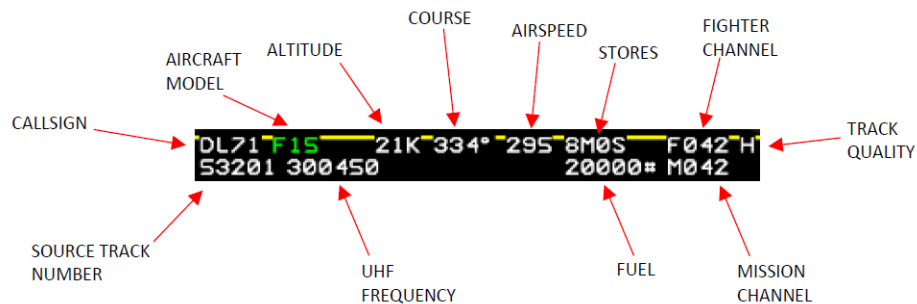 COURSE
FIGHTER
CHANNEL
AIRSPEED
ALTITUDE
STORES
AIRCRAFT
MODEL
CALLSIGN
DL71 F15 21K 334° 295 8M0S F042 H
TRACK
QUALITY
S3201 300450 20000# M042
SOURCE TRACK
NUMBER
UHF
FREQUENCY
FUEL
MISSION
CHANNEL